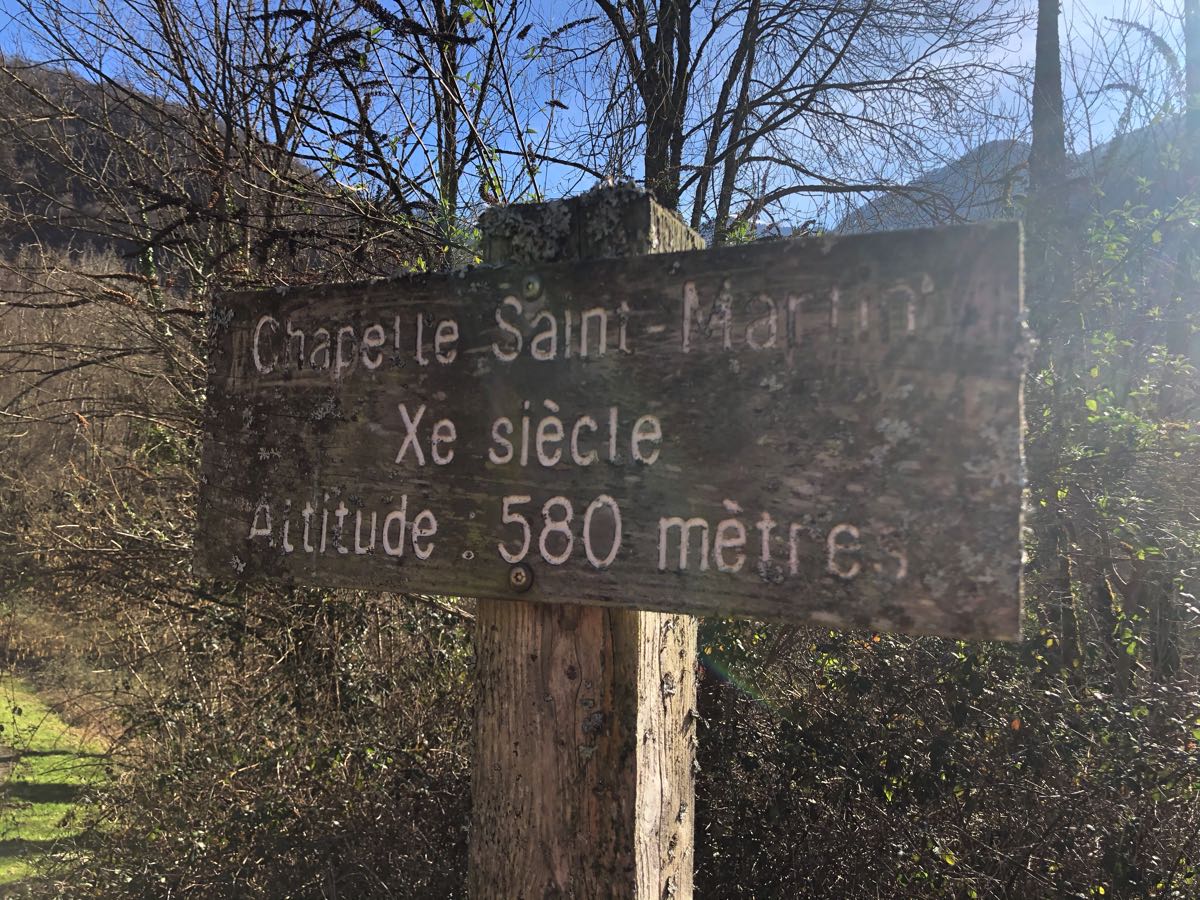 Chapelle Saint-Martin
Xe siècle
Altitude : 580 mètres